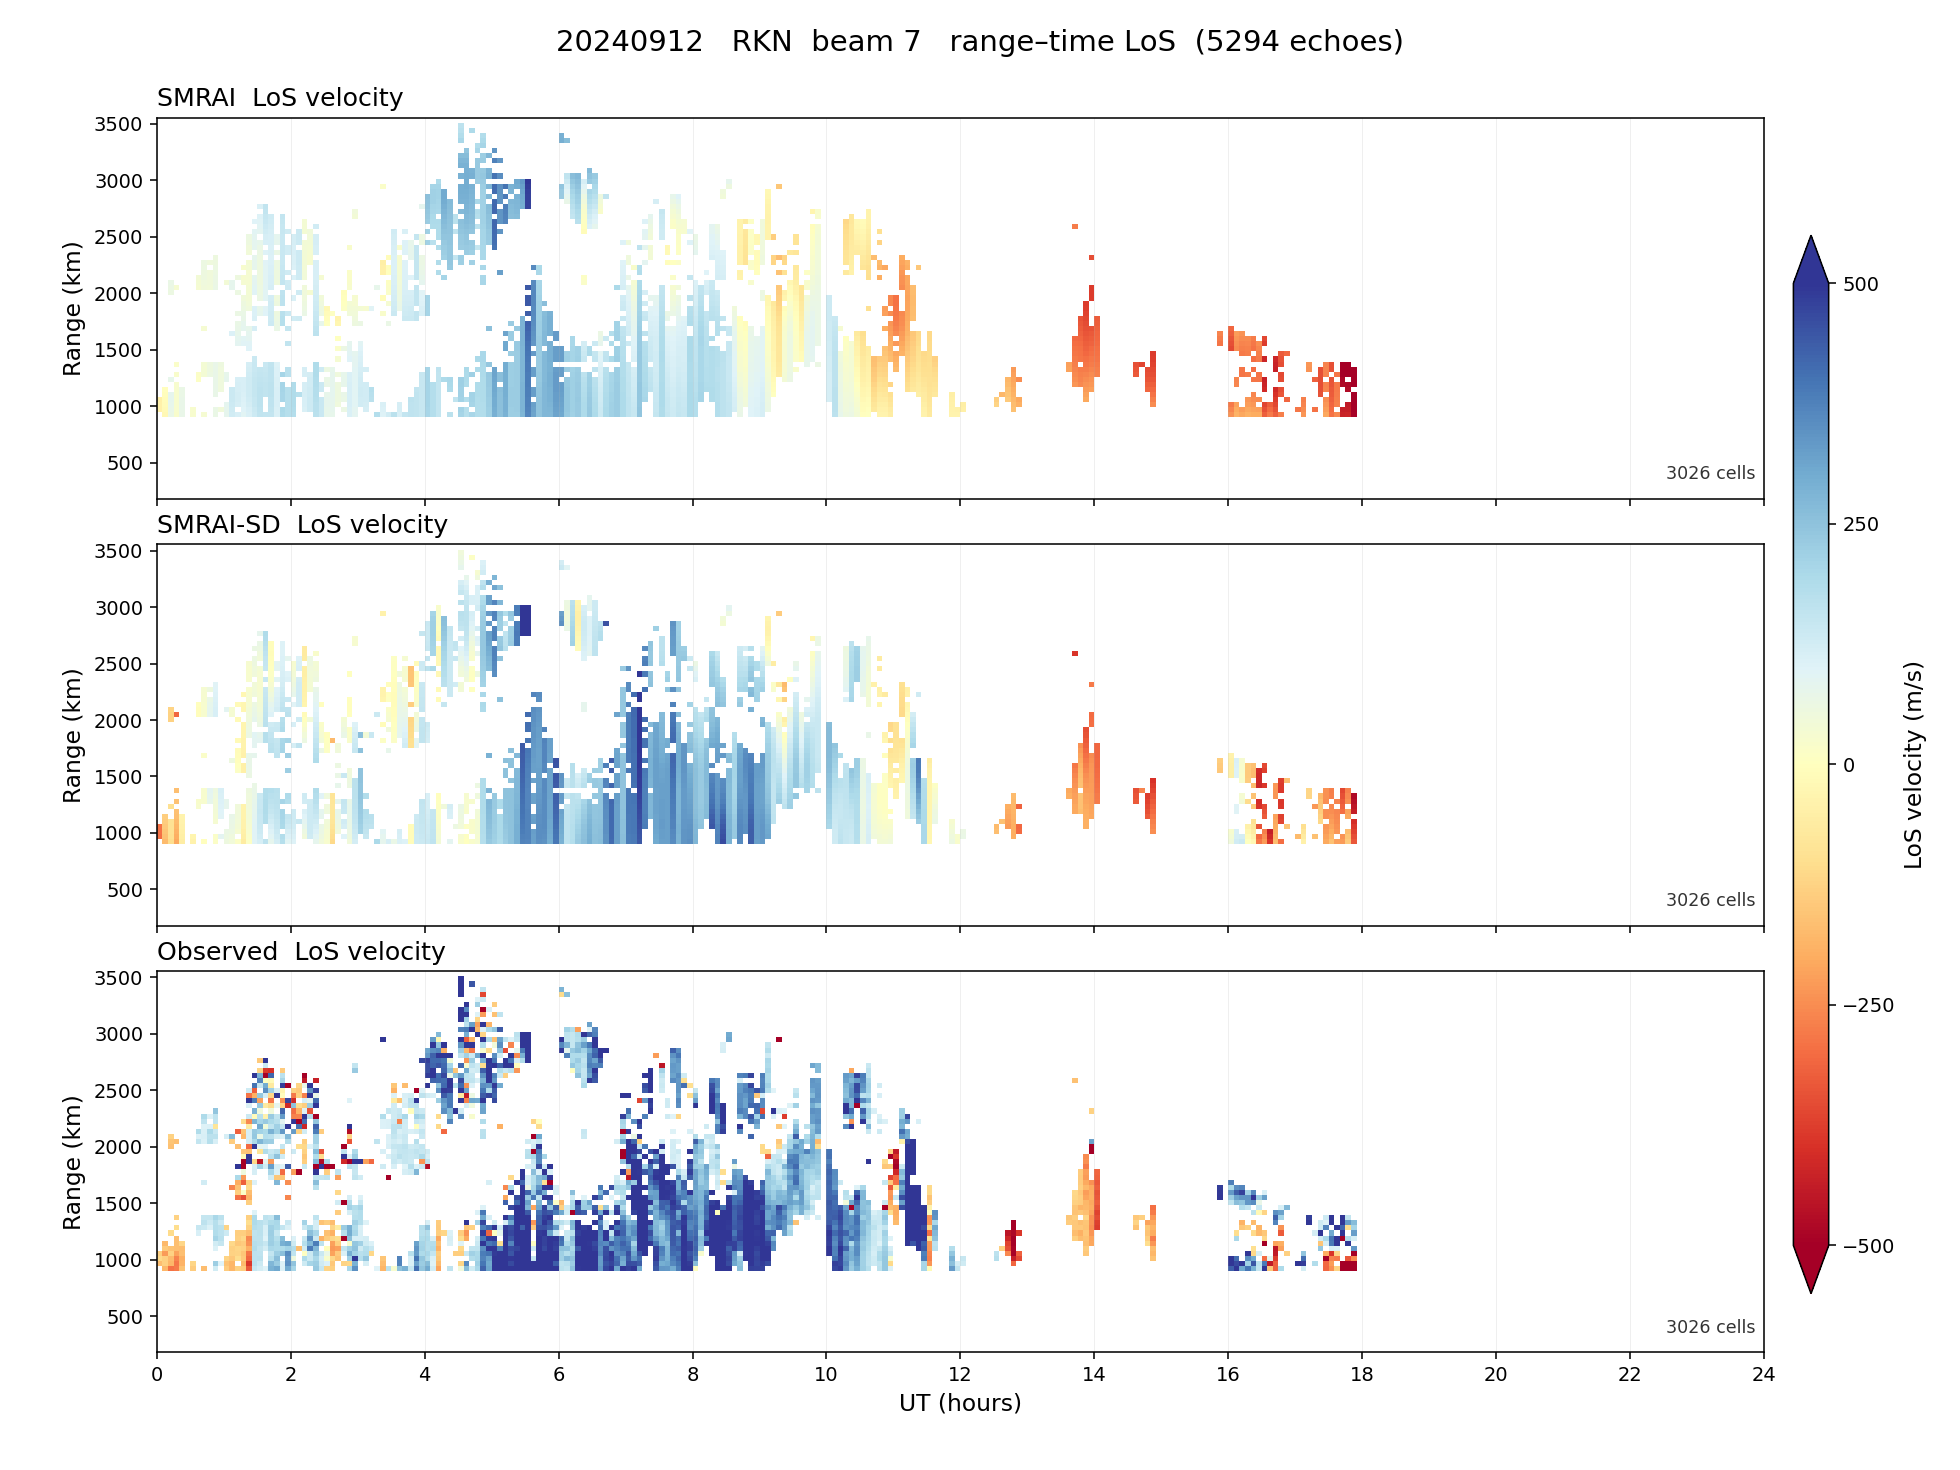 20240912   RKN  beam 7   range–time LoS  (5294 echoes)
SMRAI  LoS velocity
3500
3000
2500
2000
1500
1000
500
Range (km)
3026 cells
SMRAI-SD  LoS velocity
3500
3000
2500
2000
1500
1000
500
Range (km)
3026 cells
Observed  LoS velocity
3500
3000
2500
2000
1500
1000
500
Range (km)
3026 cells
0 2 4 6 8 10 12 14 16 18 20 22 24
UT (hours)
500
250
0
−250
−500
LoS velocity (m/s)